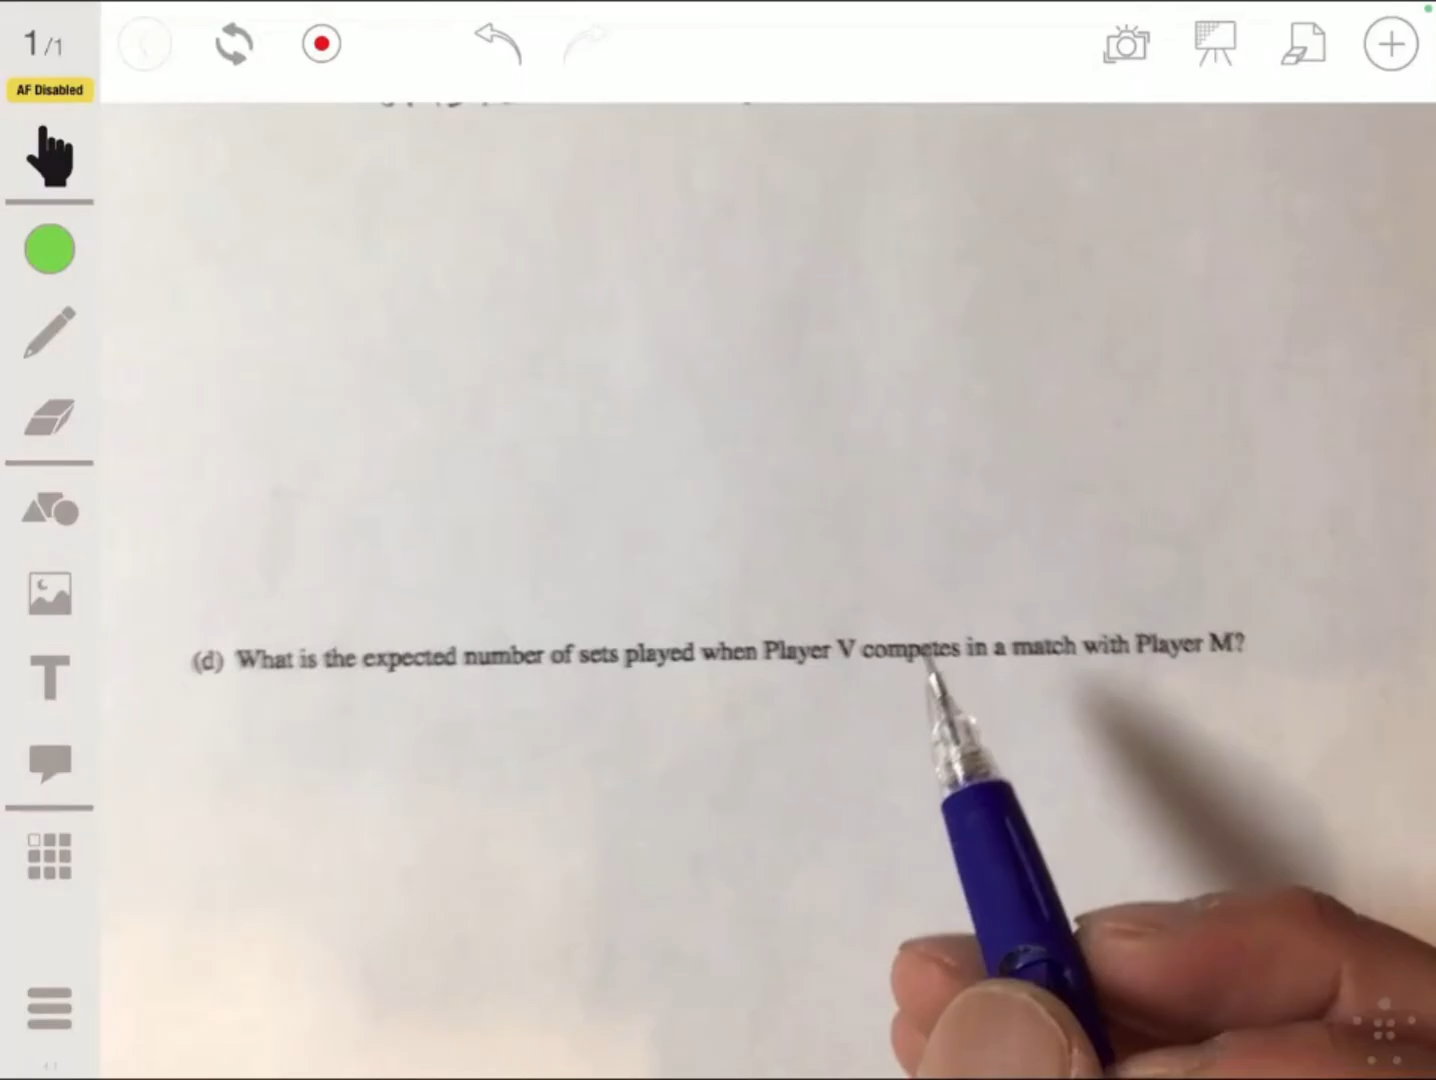 1/1
AF Disabled
(d) What is the expected number of sets played when Player V competes in a match with Player M?
T